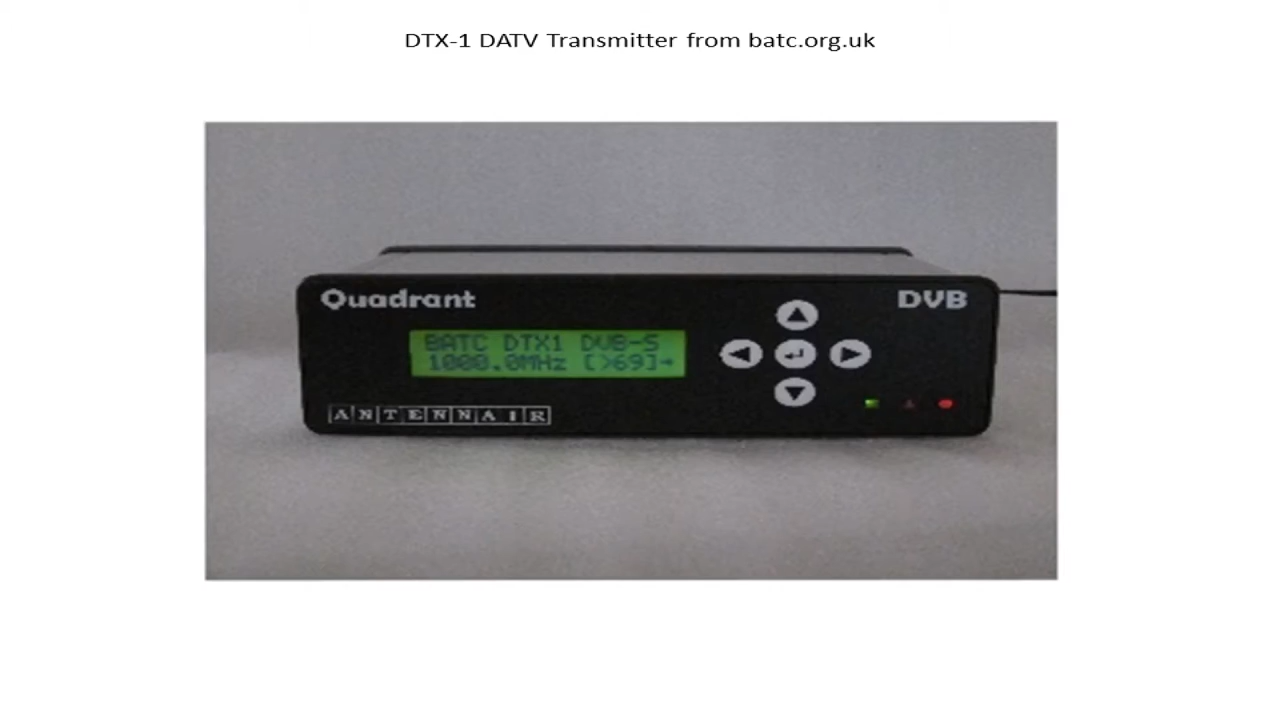 DTX-1 DATV Transmitter from batc.org.uk
Quadrant DVB
BATC DTX1 DVB-S
1000.0MHz [>69]→
ANTENNAIR